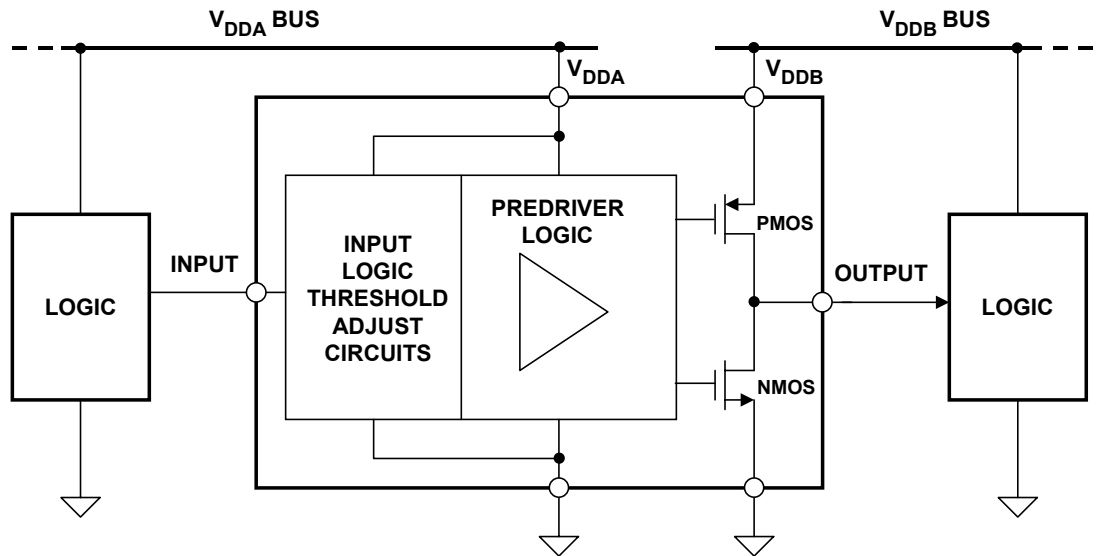 VDDA BUS
VDDB BUS
VDDA
VDDB
PREDRIVER
LOGIC
PMOS
INPUT
LOGIC
THRESHOLD
ADJUST
CIRCUITS
INPUT
OUTPUT
LOGIC
LOGIC
NMOS